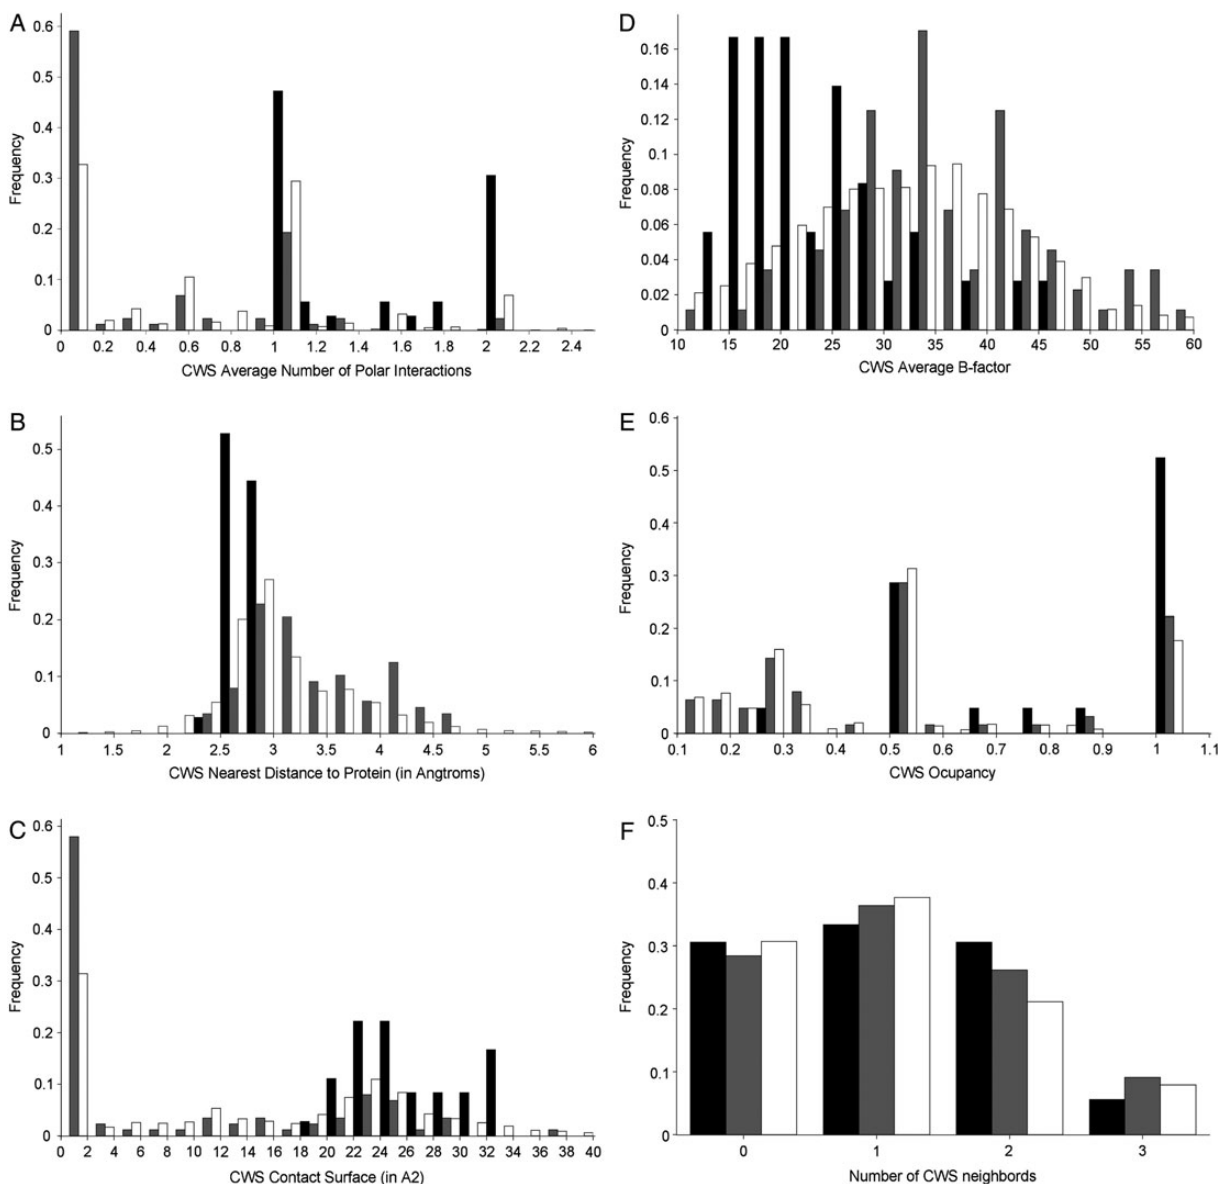 A
0.6
0.5
0.4
0.3
0.2
0.1
0
Frequency
0 0.2 0.4 0.6 0.8 1 1.2 1.4 1.6 1.8 2 2.2 2.4
CWS Average Number of Polar Interactions
D
0.16
0.14
0.12
0.1
0.08
0.06
0.04
0.02
0
Frequency
10 15 20 25 30 35 40 45 50 55 60
CWS Average B-factor
B
0.5
0.4
0.3
0.2
0.1
0
Frequency
1 1.5 2 2.5 3 3.5 4 4.5 5 5.5 6
CWS Nearest Distance to Protein (in Angtroms)
E
0.6
0.5
0.4
0.3
0.2
0.1
0
Frequency
0.1 0.2 0.3 0.4 0.5 0.6 0.7 0.8 0.9 1 1.1
CWS Ocupancy
C
0.6
0.5
0.4
0.3
0.2
0.1
0
Frequency
0 2 4 6 8 10 12 14 16 18 20 22 24 26 28 30 32 34 36 38 40
CWS Contact Surface (in A2)
F
0.5
0.4
0.3
0.2
0.1
0
Frequency
0 1 2 3
Number of CWS neighbords